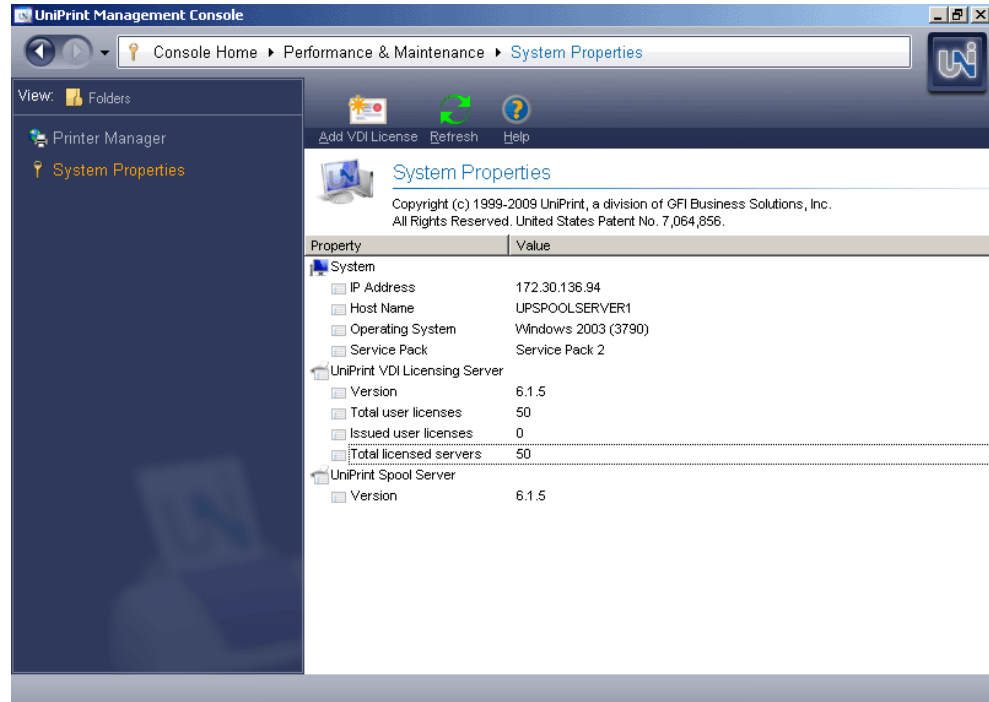 UniPrint Management Console
Console Home Performance & Maintenance System Properties
UNi
View: Folders
Printer Manager
System Properties
Add VDI License Refresh Help
System Properties
Copyright (c) 1999-2009 UniPrint, a division of GFI Business Solutions, Inc.
All Rights Reserved. United States Patent No. 7,064,856.
Property Value
System
IP Address 172.30.136.94
Host Name UPSPOOLSERVER1
Operating System Windows 2003 (3790)
Service Pack Service Pack 2
UniPrint VDI Licensing Server
Version 6.1.5
Total user licenses 50
Issued user licenses 0
Total licensed servers 50
UniPrint Spool Server
Version 6.1.5